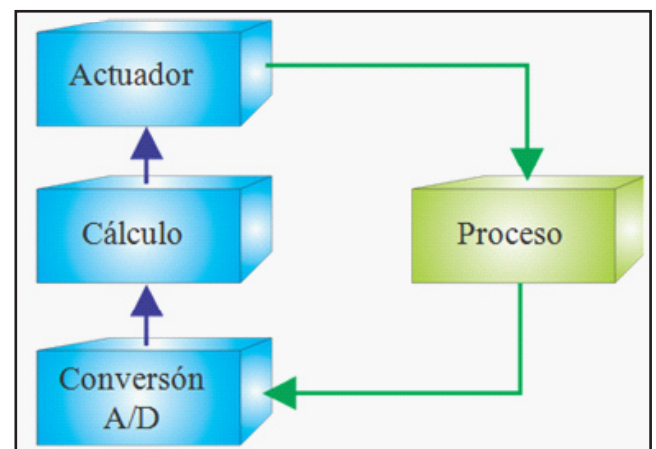 Actuador
Cálculo
Proceso
Conversón
A/D